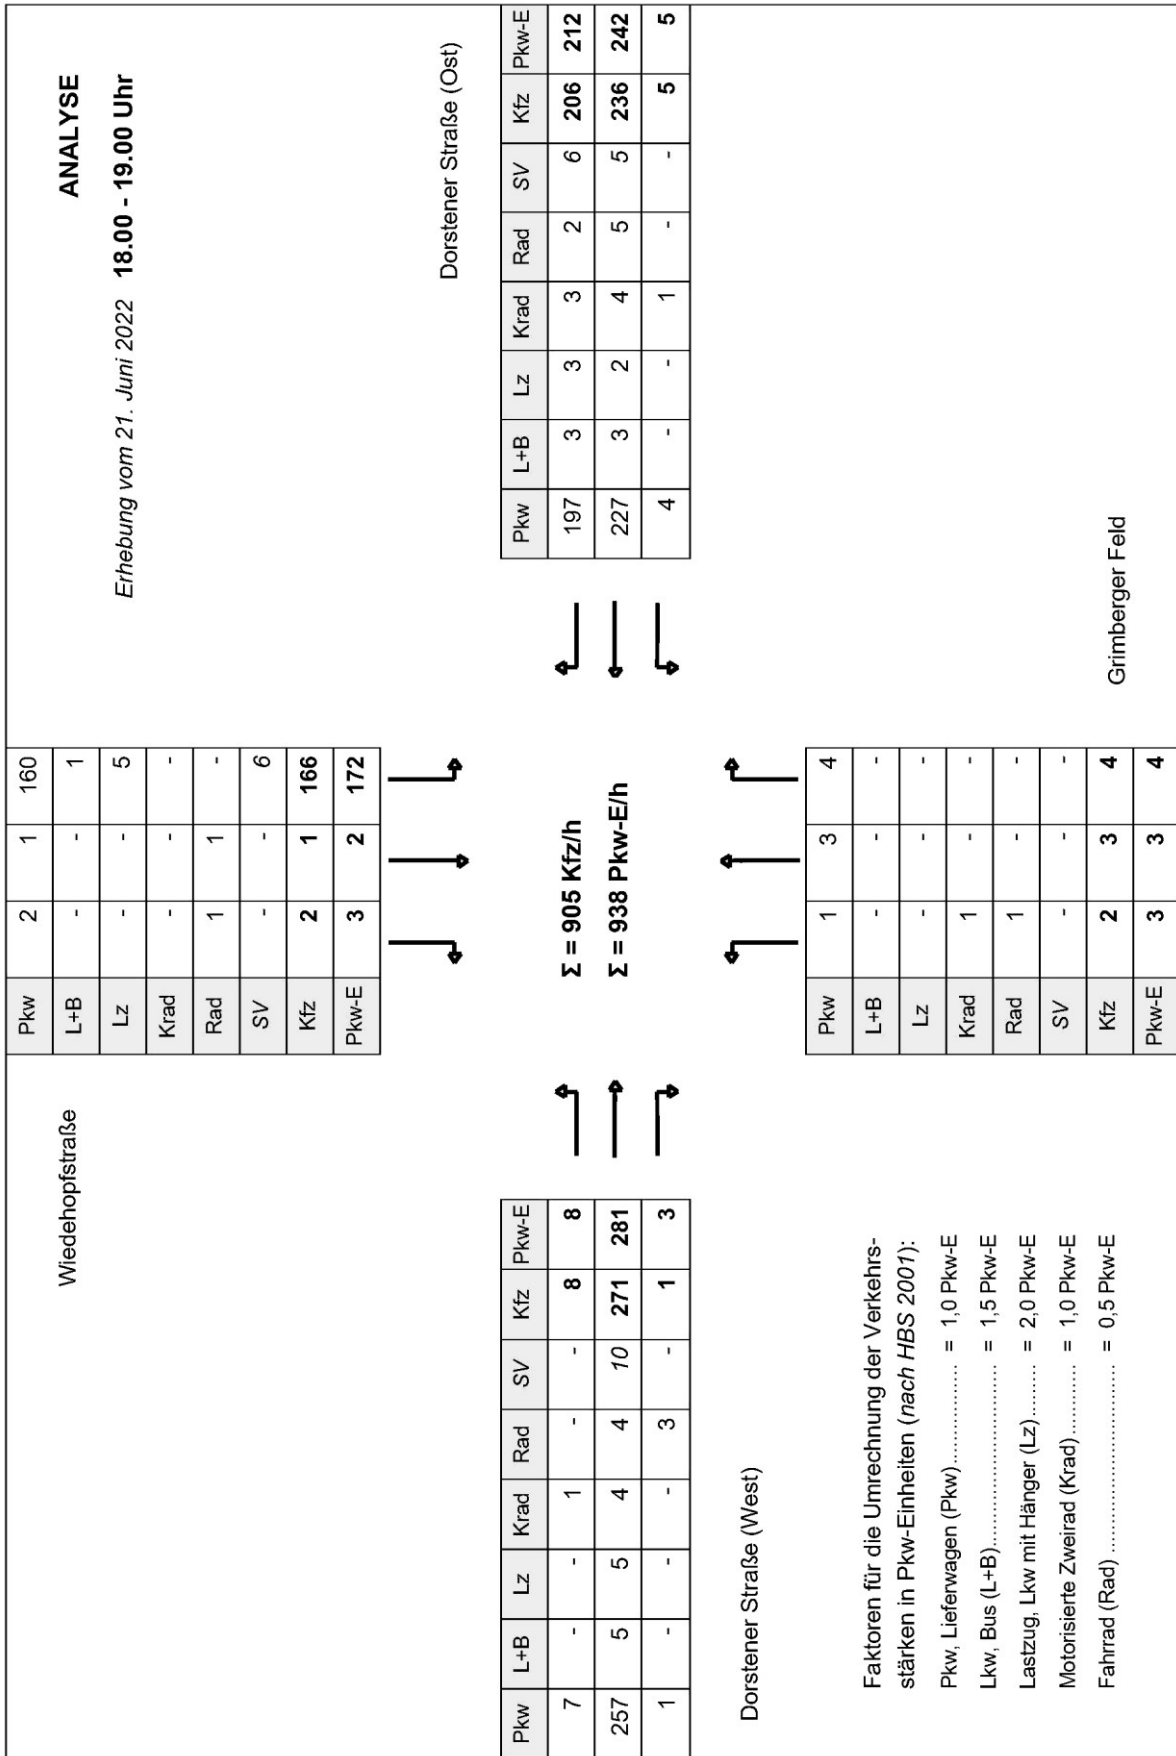 ANALYSE
Erhebung vom 21. Juni 2022 18.00 - 19.00 Uhr
Wiedehopfstraße
Pkw 2 1 160
L+B - - 1
Lz - - 5
Krad - - -
Rad 1 1 -
SV - - 6
Kfz 2 1 166
Pkw-E 3 2 172
Dorstener Straße (Ost)
Pkw L+B Lz Krad Rad SV Kfz Pkw-E
197 3 3 3 2 6 206 212
227 3 2 4 5 5 236 242
4 - - 1 - - 5 5
Σ = 905 Kfz/h
Σ = 938 Pkw-E/h
Pkw L+B Lz Krad Rad SV Kfz Pkw-E
7 - - 1 - - 8 8
257 5 5 4 4 10 271 281
1 - - - 3 - 1 3
Dorstener Straße (West)
Pkw 1 3 4
L+B - - -
Lz - - -
Krad 1 - -
Rad 1 - -
SV - - -
Kfz 2 3 4
Pkw-E 3 3 4
Grimberger Feld
Faktoren für die Umrechnung der Verkehrs-
stärken in Pkw-Einheiten (nach HBS 2001):
Pkw, Lieferwagen (Pkw)................ = 1,0 Pkw-E
Lkw, Bus (L+B)............................ = 1,5 Pkw-E
Lastzug, Lkw mit Hänger (Lz)......... = 2,0 Pkw-E
Motorisierte Zweirad (Krad)............ = 1,0 Pkw-E
Fahrrad (Rad) .............................. = 0,5 Pkw-E